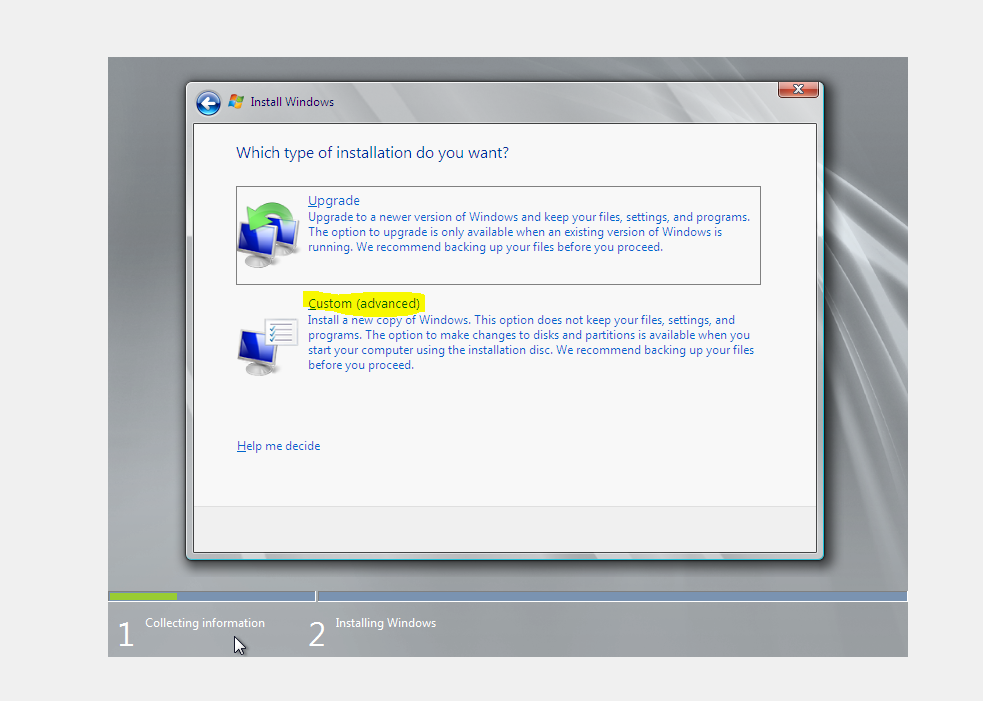 Install Windows
Which type of installation do you want?
Upgrade
Upgrade to a newer version of Windows and keep your files, settings, and programs.
The option to upgrade is only available when an existing version of Windows is
running. We recommend backing up your files before you proceed.
Custom (advanced)
Install a new copy of Windows. This option does not keep your files, settings, and
programs. The option to make changes to disks and partitions is available when you
start your computer using the installation disc. We recommend backing up your files
before you proceed.
Help me decide
1 Collecting information
2 Installing Windows